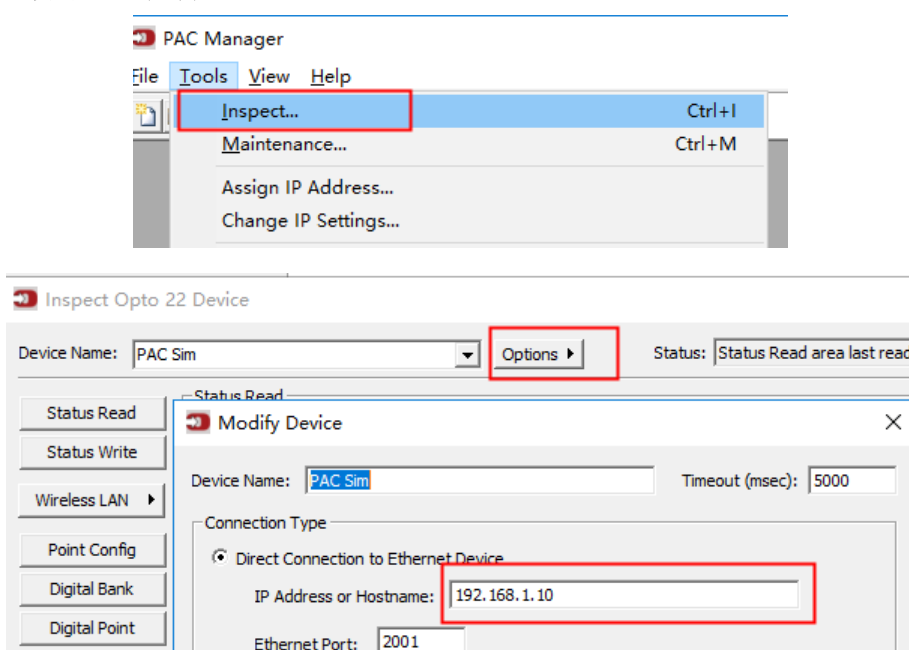 PAC Manager
File Tools View Help
Inspect... Ctrl+I
Maintenance... Ctrl+M
Assign IP Address...
Change IP Settings...
Inspect Opto 22 Device
Device Name: PAC Sim Options Status: Status Read area last read
Status Read Status Read
Modify Device
Status Write
Device Name: PAC Sim Timeout (msec): 5000
Wireless LAN
Connection Type
Point Config Direct Connection to Ethernet Device
Digital Bank IP Address or Hostname: 192.168.1.10
Digital Point Ethernet Port: 2001